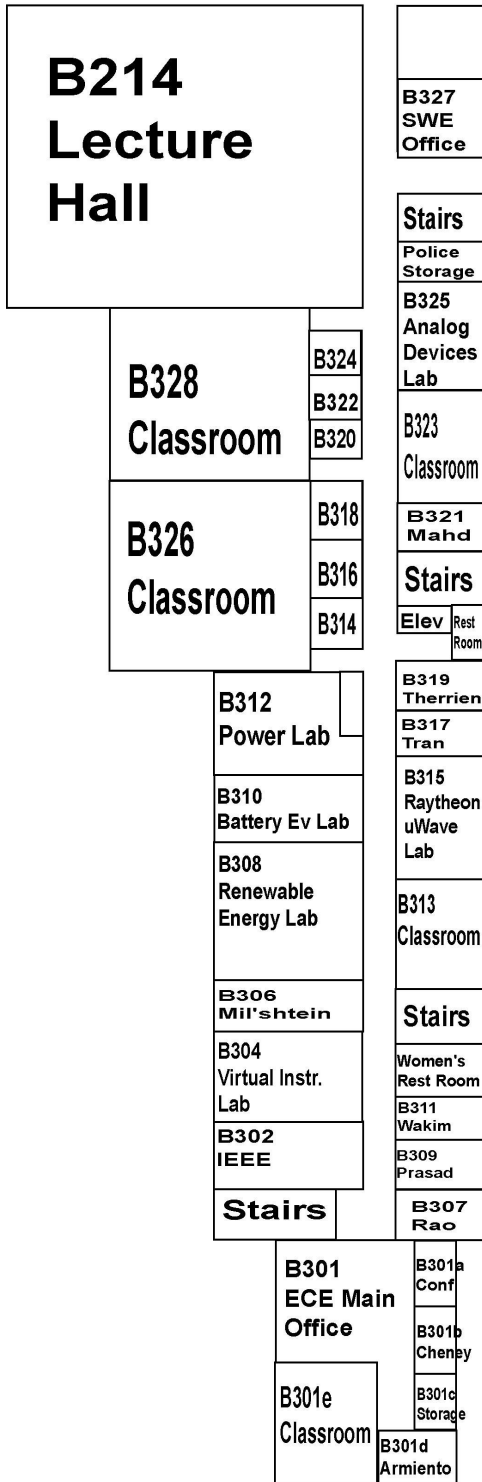 B214
Lecture
Hall
B327
SWE
Office
Stairs
Police
Storage
B325
Analog
Devices
Lab
B328
Classroom
B324
B322
B320
B323
Classroom
B326
Classroom
B318
B316
B314
B321
Mahd
Stairs
Elev
Rest
Room
B312
Power Lab
B319
Therrien
B317
Tran
B310
Battery Ev Lab
B315
Raytheon
uWave
Lab
B308
Renewable
Energy Lab
B313
Classroom
B306
Mil'shtein
Stairs
B304
Virtual Instr.
Lab
Women's
Rest Room
B311
Wakim
B302
IEEE
B309
Prasad
Stairs
B307
Rao
B301
ECE Main
Office
B301a
Conf
B301b
Cheney
B301c
Storage
B301e
Classroom
B301d
Armiento